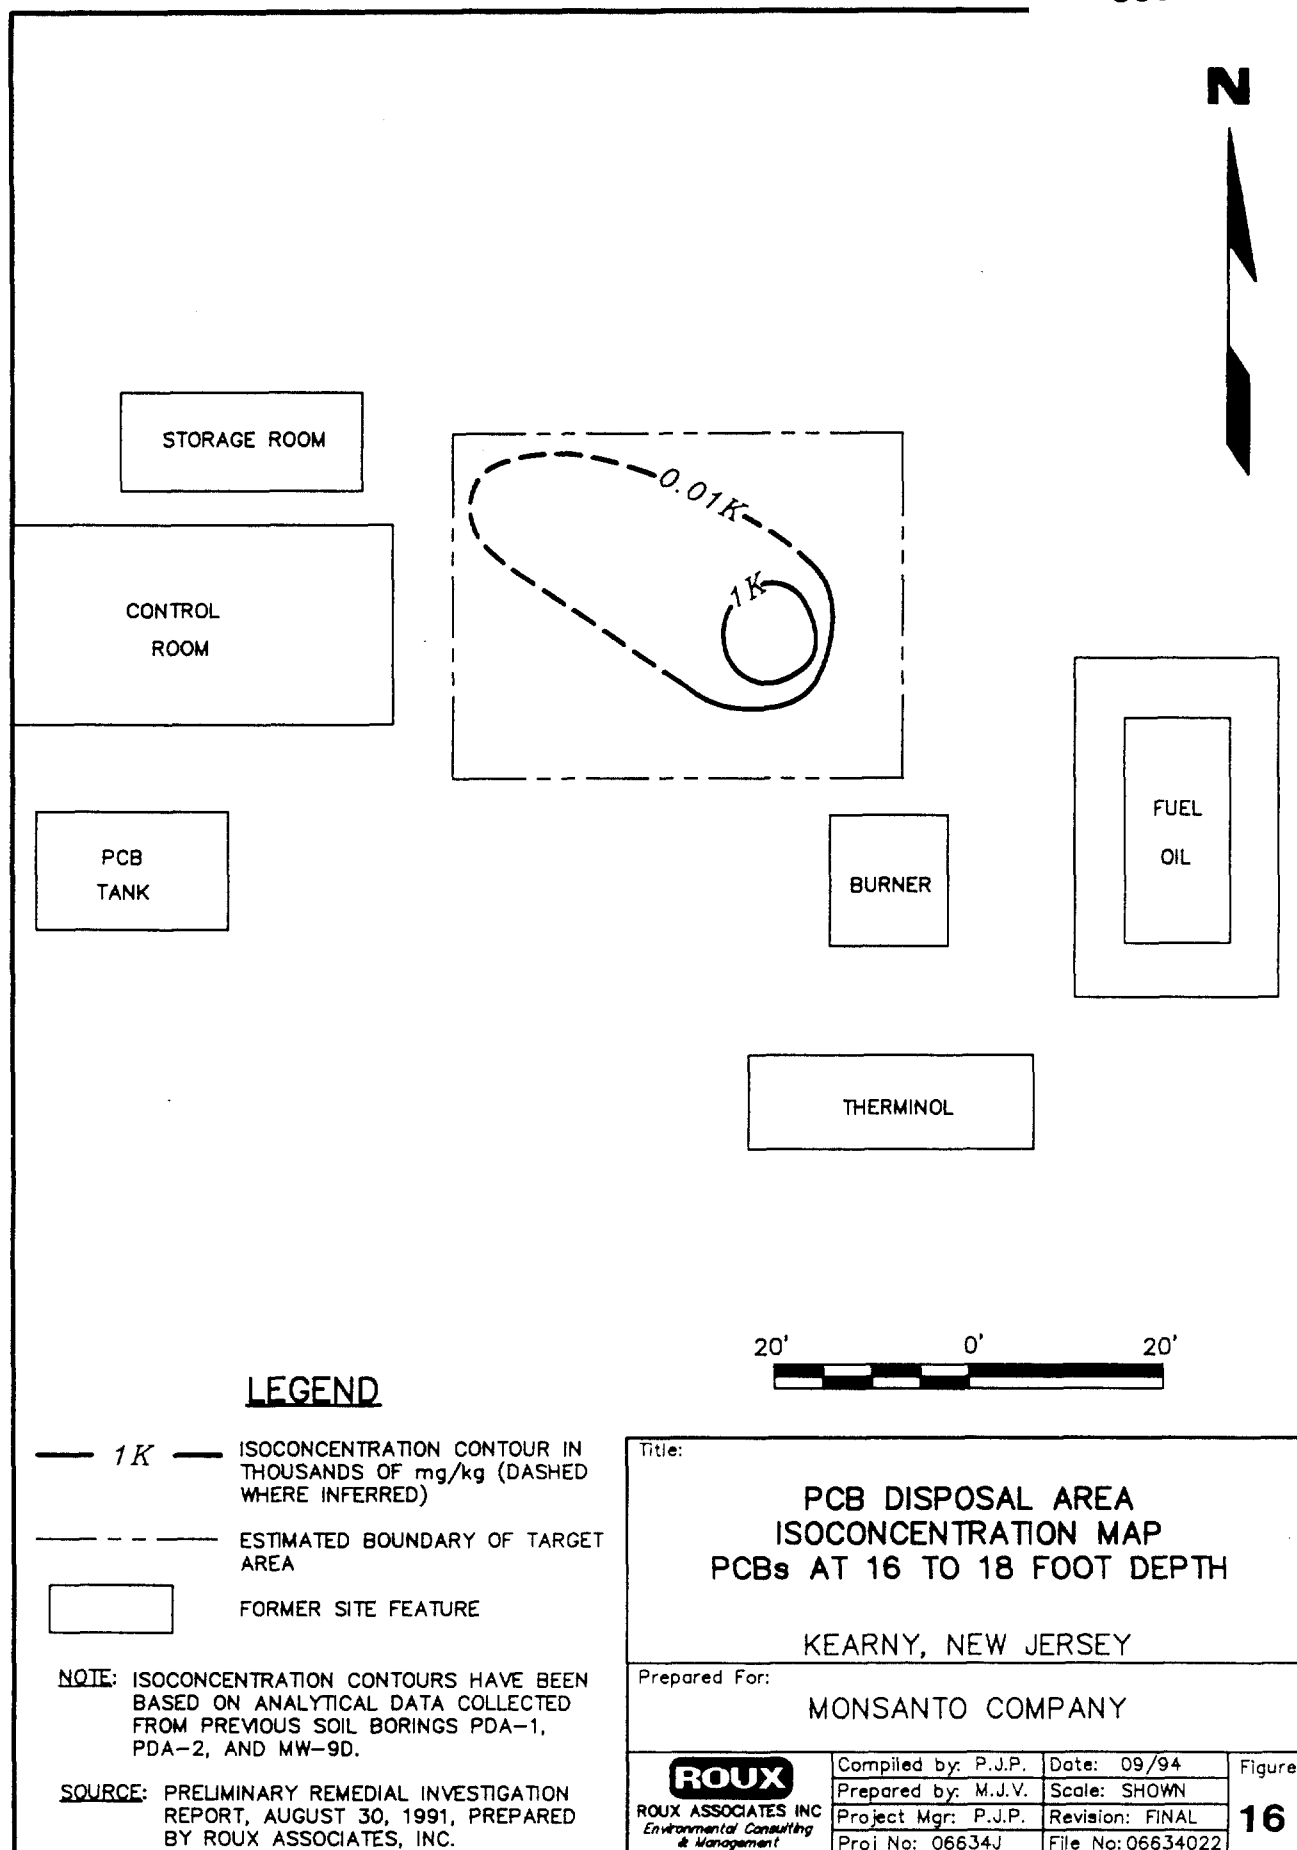 N
STORAGE ROOM
0.01K
1K
CONTROL
ROOM
PCB
TANK
BURNER
FUEL
OIL
THERMINOL
20' 0' 20'
LEGEND
1K ISOCONCENTRATION CONTOUR IN
THOUSANDS OF mg/kg (DASHED
WHERE INFERRED)
ESTIMATED BOUNDARY OF TARGET
AREA
FORMER SITE FEATURE
NOTE: ISOCONCENTRATION CONTOURS HAVE BEEN
BASED ON ANALYTICAL DATA COLLECTED
FROM PREVIOUS SOIL BORINGS PDA-1,
PDA-2, AND MW-9D.
SOURCE: PRELIMINARY REMEDIAL INVESTIGATION
REPORT, AUGUST 30, 1991, PREPARED
BY ROUX ASSOCIATES, INC.
Title:
PCB DISPOSAL AREA
ISOCONCENTRATION MAP
PCBs AT 16 TO 18 FOOT DEPTH
KEARNY, NEW JERSEY
Prepared For:
MONSANTO COMPANY
ROUX
ROUX ASSOCIATES INC
Environmental Consulting
& Management
Compiled by: P.J.P. Date: 09/94
Prepared by: M.J.V. Scale: SHOWN
Project Mgr: P.J.P. Revision: FINAL
Proj No: 06634J File No: 06634022
Figure
16